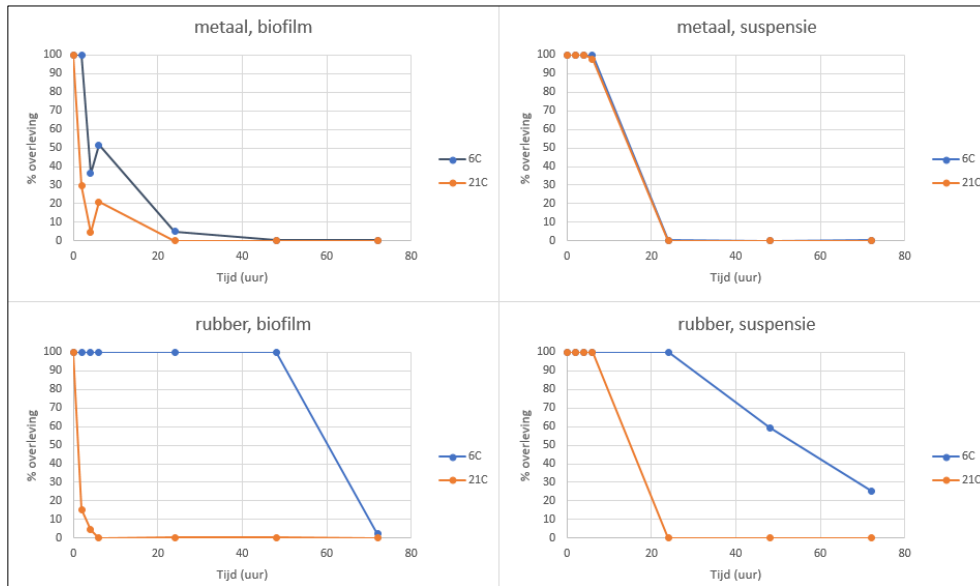 metaal, biofilm
100
90
80
70
60
50
40
30
20
10
0
% overleving
0 20 40 60 80
Tijd (uur)
6C
21C
metaal, suspensie
100
90
80
70
60
50
40
30
20
10
0
% overleving
0 20 40 60 80
Tijd (uur)
6C
21C
rubber, biofilm
100
90
80
70
60
50
40
30
20
10
0
% overleving
0 20 40 60 80
Tijd (uur)
6C
21C
rubber, suspensie
100
90
80
70
60
50
40
30
20
10
0
% overleving
0 20 40 60 80
Tijd (uur)
6C
21C